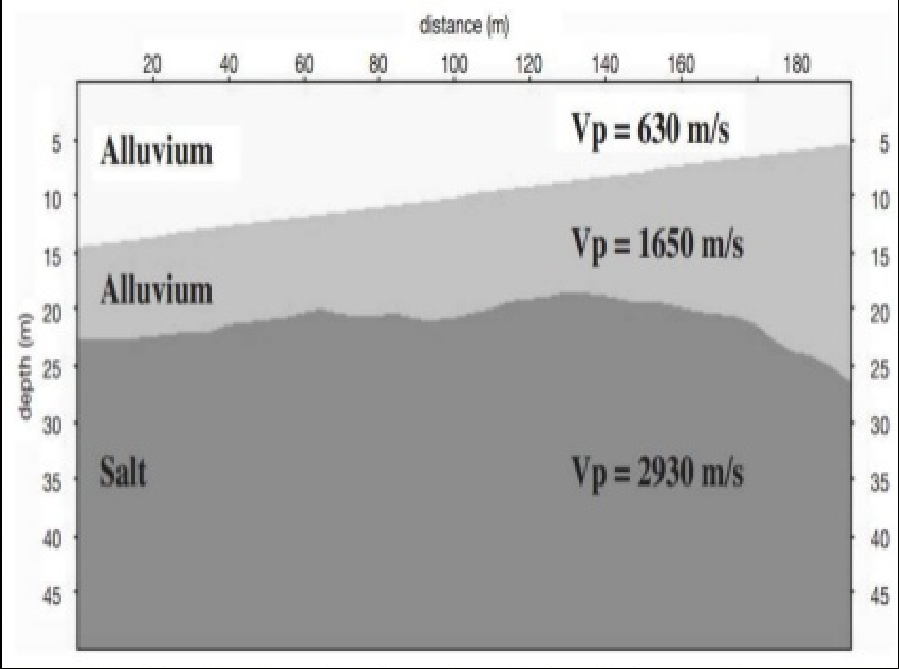 distance (m)
20 40 60 80 100 120 140 160 180
Vp = 630 m/s
5 5
Alluvium
10 10
Vp = 1650 m/s
15 15
Alluvium
20 20
depth (m)
25 25
30 30
Salt
Vp = 2930 m/s
35 35
40 40
45 45